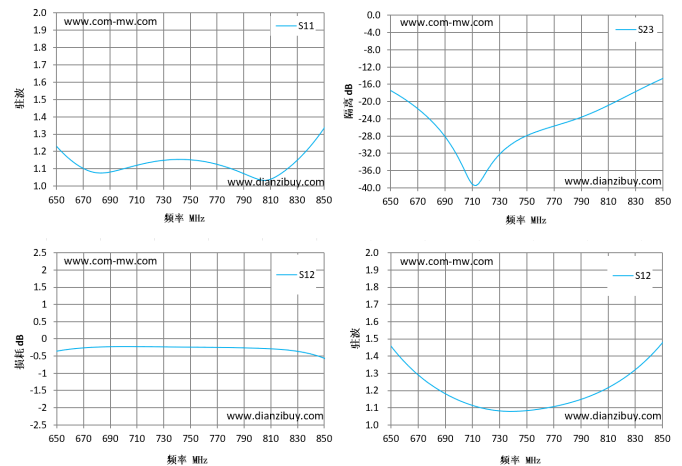 www.com-mw.com
S11
2.0
1.9
1.8
1.7
1.6
1.5
1.4
1.3
1.2
1.1
1.0
驻波
www.dianzibuy.com
650 670 690 710 730 750 770 790 810 830 850
频率 MHz
www.com-mw.com
S23
0.0
-4.0
-8.0
-12.0
-16.0
-20.0
-24.0
-28.0
-32.0
-36.0
-40.0
隔离 dB
www.dianzibuy.com
650 670 690 710 730 750 770 790 810 830 850
频率 MHz
www.com-mw.com
S12
2.5
2
1.5
1
0.5
0
-0.5
-1
-1.5
-2
-2.5
损耗 dB
www.dianzibuy.com
650 670 690 710 730 750 770 790 810 830 850
频率 MHz
www.com-mw.com
S12
2.0
1.9
1.8
1.7
1.6
1.5
1.4
1.3
1.2
1.1
1.0
驻波
www.dianzibuy.com
650 670 690 710 730 750 770 790 810 830 850
频率 MHz